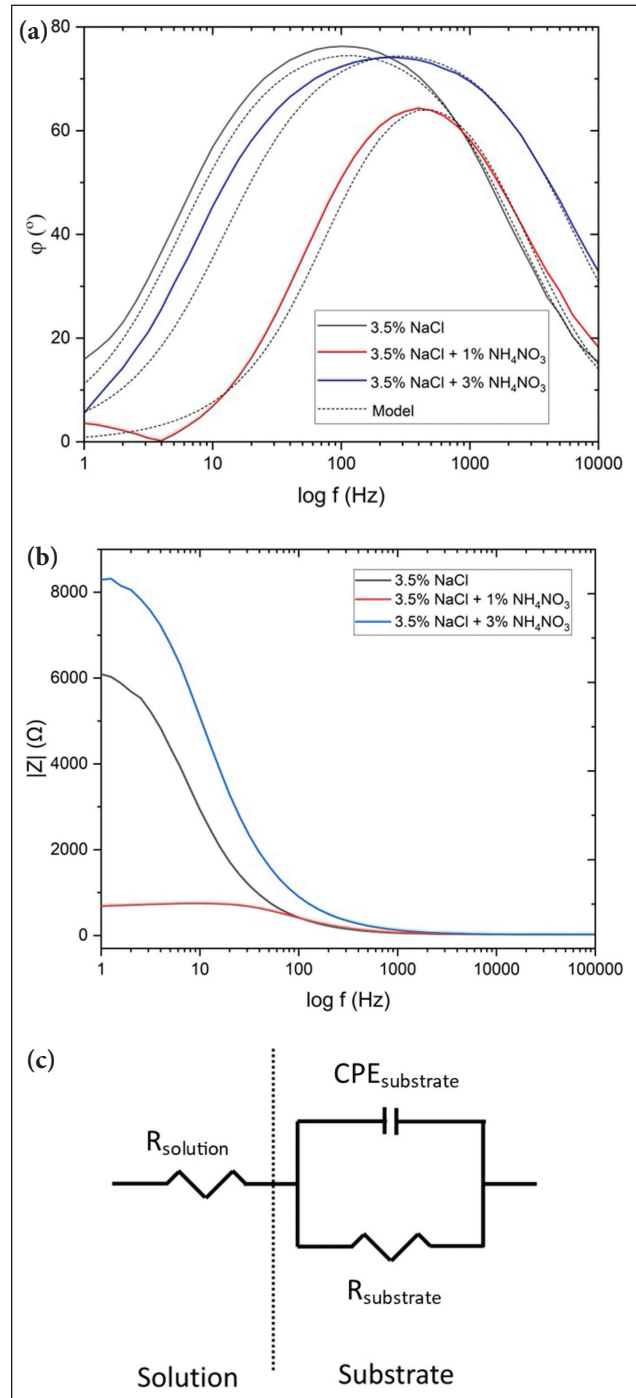 (a)
80
60
40
20
0
φ (°)
3.5% NaCl
3.5% NaCl + 1% NH₄NO₃
3.5% NaCl + 3% NH₄NO₃
Model
1 10 100 1000 10000
log f (Hz)
(b)
8000
6000
4000
2000
0
|Z| (Ω)
3.5% NaCl
3.5% NaCl + 1% NH₄NO₃
3.5% NaCl + 3% NH₄NO₃
1 10 100 1000 10000 100000
log f (Hz)
(c)
CPEsubstrate
Rsolution
Rsubstrate
Solution Substrate